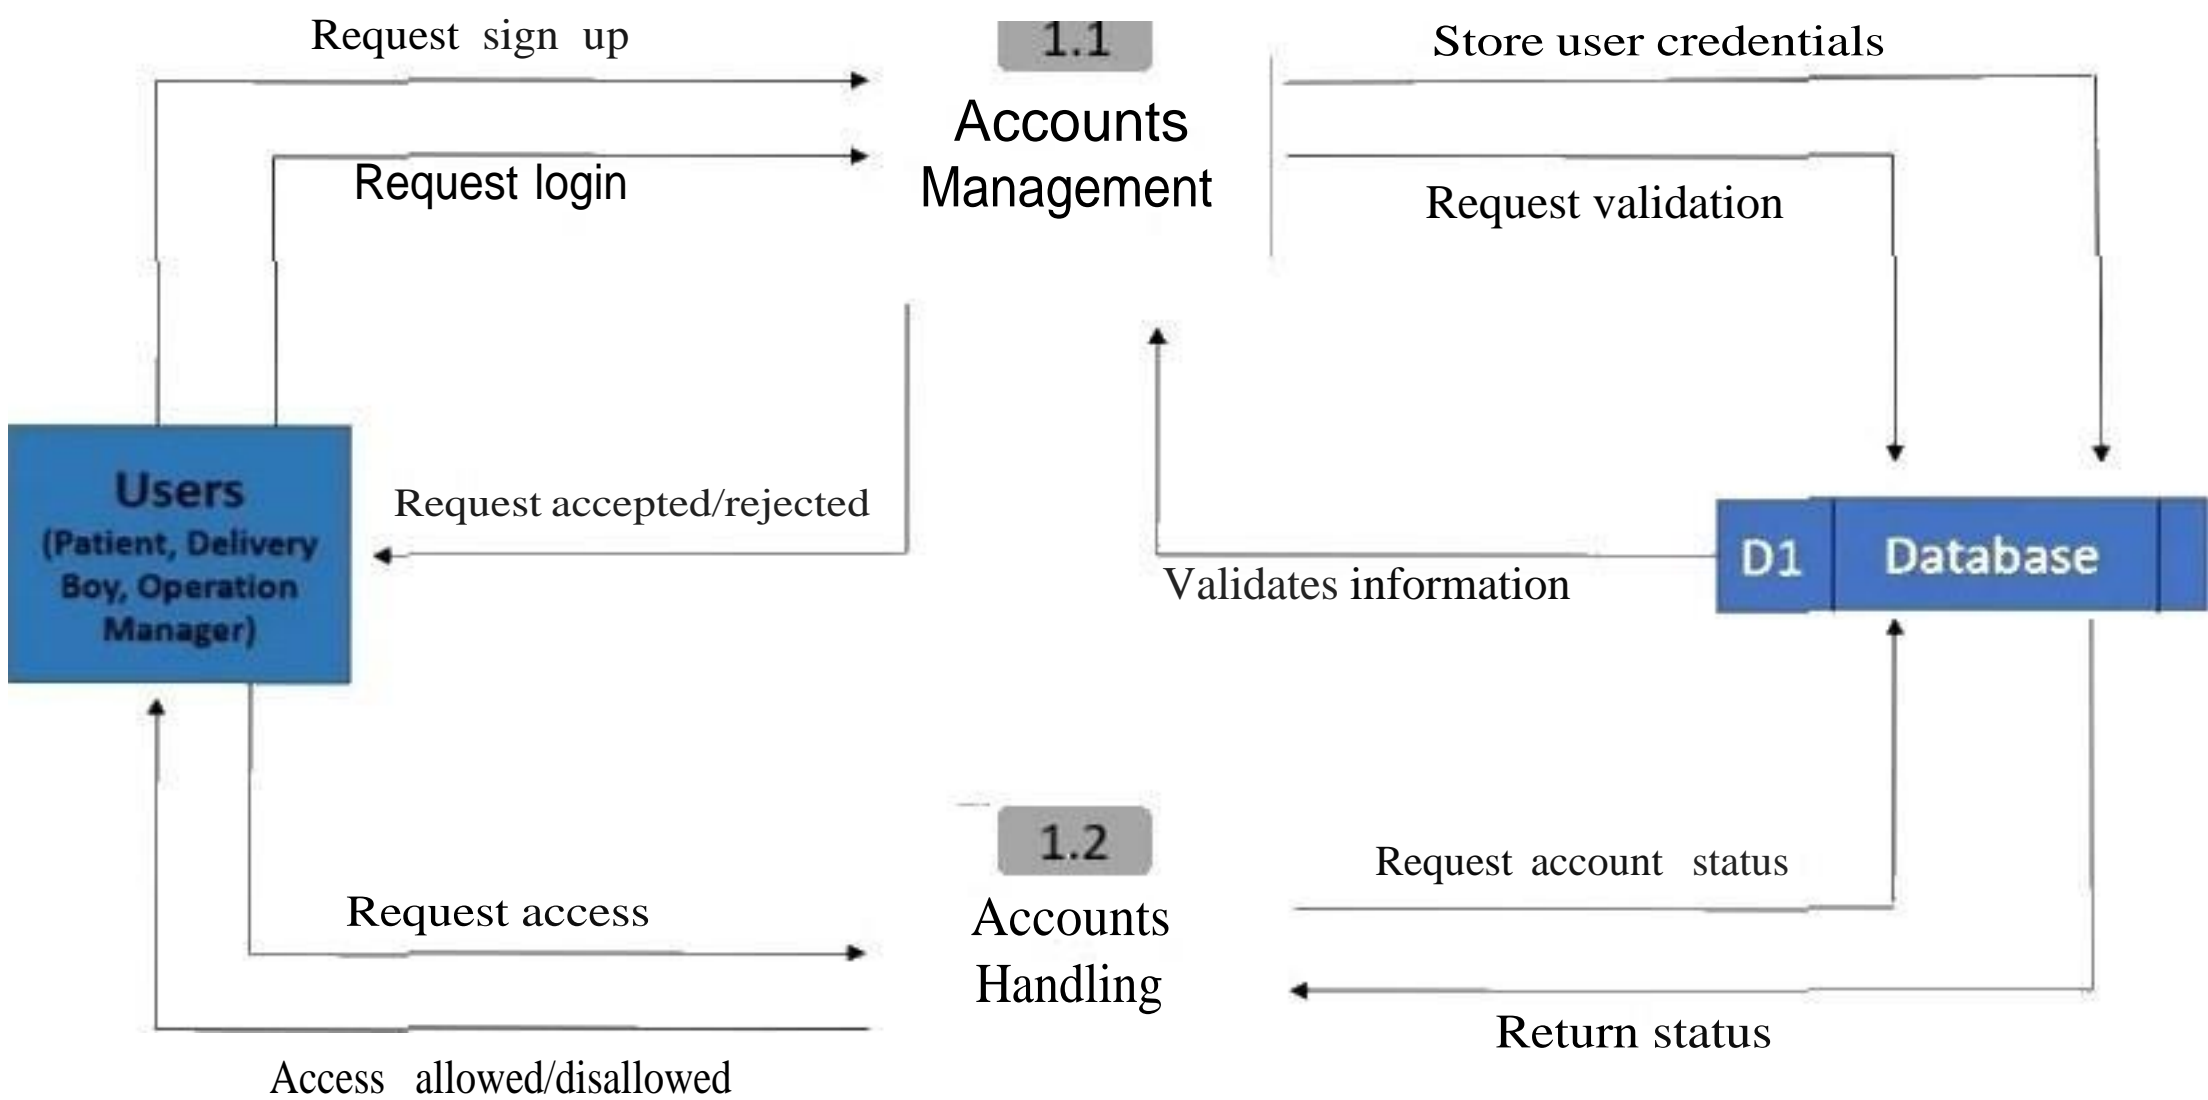 Request sign up
1.1
Store user credentials
Accounts
Management
Request login
Request validation
Users
(Patient, Delivery
Boy, Operation
Manager)
Request accepted/rejected
Validates information
D1 Database
1.2
Request account status
Request access
Accounts
Handling
Return status
Access allowed/disallowed